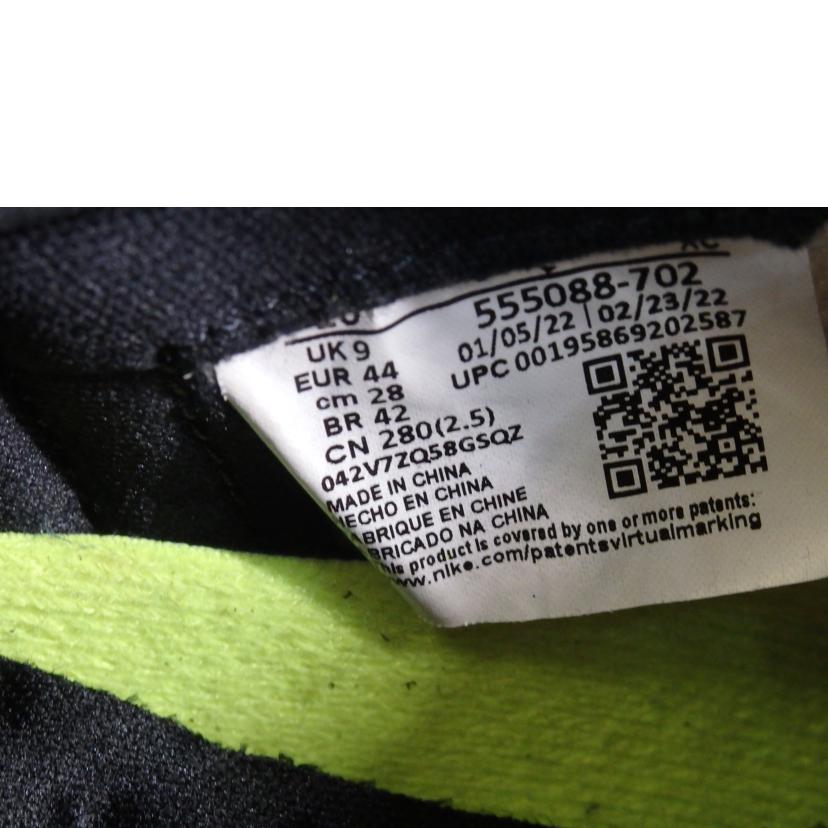 555088-702
01/05/22 | 02/23/22
UPC 00195869202587
UK 9
EUR 44
cm 28
BR 42
CN 280(2.5)
042V7ZQ58GSQZ
MADE IN CHINA
HECHO EN CHINA
FABRIQUE EN CHINE
FABRICADO NA CHINA
This product is covered by one or more patents:
www.nike.com/patentsvirtualmarking